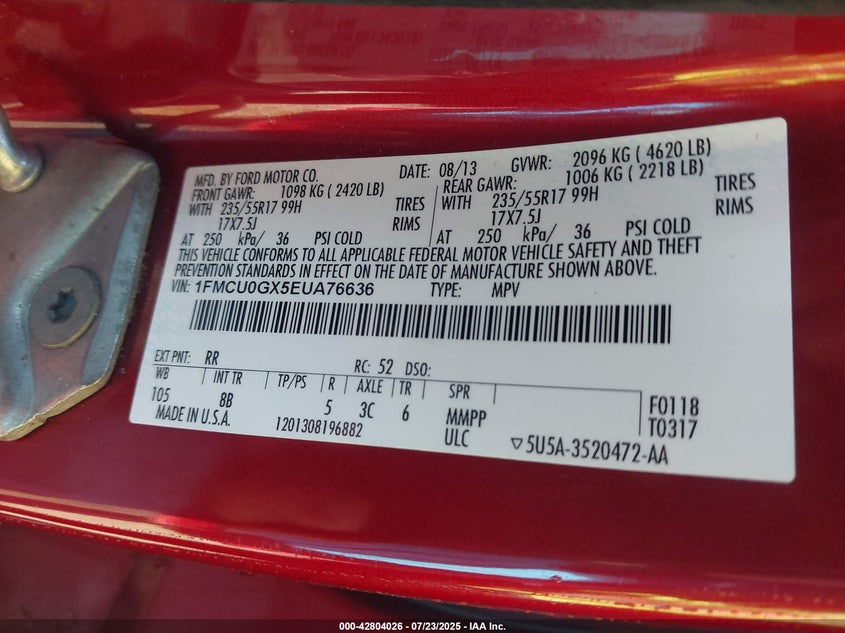 MFD. BY FORD MOTOR CO. DATE: 08/13 GVWR: 2096 KG ( 4620 LB)
FRONT GAWR: 1098 KG ( 2420 LB) REAR GAWR: 1006 KG ( 2218 LB)
WITH 235/55R17 99H TIRES WITH 235/55R17 99H TIRES
17X7.5J RIMS 17X7.5J RIMS
AT 250 kPa/ 36 PSI COLD AT 250 kPa/ 36 PSI COLD
THIS VEHICLE CONFORMS TO ALL APPLICABLE FEDERAL MOTOR VEHICLE SAFETY AND THEFT
PREVENTION STANDARDS IN EFFECT ON THE DATE OF MANUFACTURE SHOWN ABOVE.
VIN: 1FMCU0GX5EUA76636 TYPE: MPV
EXT PNT: RR RC: 52 DSO:
WB INT TR TP/PS R AXLE TR SPR
105 8B 5 3C 6 MMPP F0118
MADE IN U.S.A. 1201308196882 ULC T0317
▽5U5A-3520472-AA
000-42804026 - 07/23/2025 - IAA Inc.